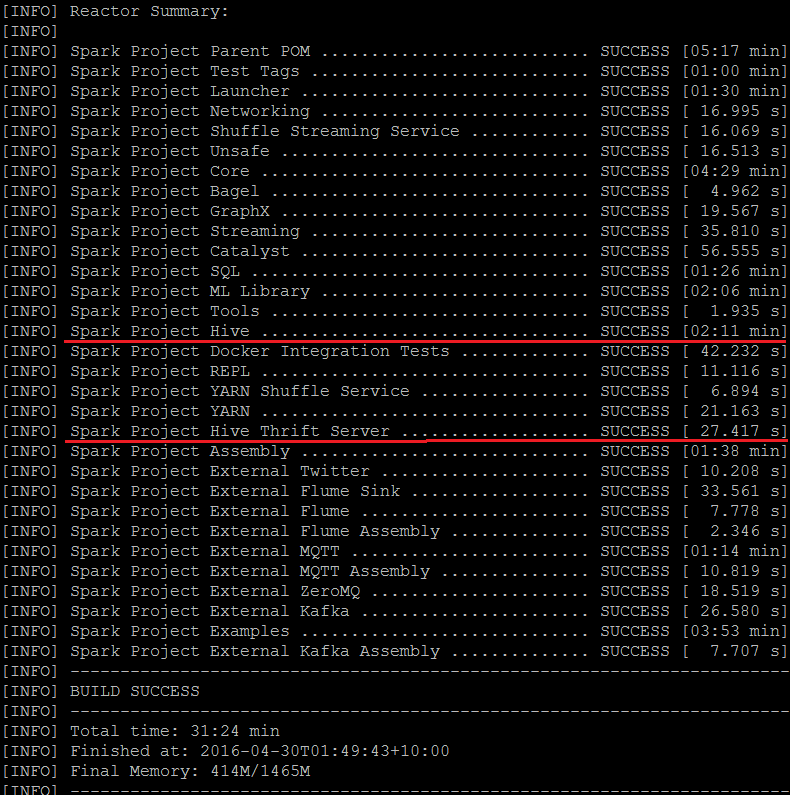 [INFO] Reactor Summary:
[INFO]
[INFO] Spark Project Parent POM ........................... SUCCESS [05:17 min]
[INFO] Spark Project Test Tags ............................ SUCCESS [01:00 min]
[INFO] Spark Project Launcher ............................. SUCCESS [01:30 min]
[INFO] Spark Project Networking ........................... SUCCESS [ 16.995 s]
[INFO] Spark Project Shuffle Streaming Service ............ SUCCESS [ 16.069 s]
[INFO] Spark Project Unsafe ............................... SUCCESS [ 16.513 s]
[INFO] Spark Project Core ................................. SUCCESS [04:29 min]
[INFO] Spark Project Bagel ................................ SUCCESS [  4.962 s]
[INFO] Spark Project GraphX ............................... SUCCESS [ 19.567 s]
[INFO] Spark Project Streaming ............................ SUCCESS [ 35.810 s]
[INFO] Spark Project Catalyst ............................. SUCCESS [ 56.555 s]
[INFO] Spark Project SQL .................................. SUCCESS [01:26 min]
[INFO] Spark Project ML Library ........................... SUCCESS [02:06 min]
[INFO] Spark Project Tools ................................ SUCCESS [  1.935 s]
[INFO] Spark Project Hive ................................. SUCCESS [02:11 min]
[INFO] Spark Project Docker Integration Tests ............. SUCCESS [ 42.232 s]
[INFO] Spark Project REPL ................................. SUCCESS [ 11.116 s]
[INFO] Spark Project YARN Shuffle Service ................. SUCCESS [  6.894 s]
[INFO] Spark Project YARN ................................. SUCCESS [ 21.163 s]
[INFO] Spark Project Hive Thrift Server ................... SUCCESS [ 27.417 s]
[INFO] Spark Project Assembly ............................. SUCCESS [01:38 min]
[INFO] Spark Project External Twitter ..................... SUCCESS [ 10.208 s]
[INFO] Spark Project External Flume Sink .................. SUCCESS [ 33.561 s]
[INFO] Spark Project External Flume ....................... SUCCESS [  7.778 s]
[INFO] Spark Project External Flume Assembly .............. SUCCESS [  2.346 s]
[INFO] Spark Project External MQTT ........................ SUCCESS [01:14 min]
[INFO] Spark Project External MQTT Assembly ............... SUCCESS [ 10.819 s]
[INFO] Spark Project External ZeroMQ ...................... SUCCESS [ 18.519 s]
[INFO] Spark Project External Kafka ....................... SUCCESS [ 26.580 s]
[INFO] Spark Project Examples ............................. SUCCESS [03:53 min]
[INFO] Spark Project External Kafka Assembly .............. SUCCESS [  7.707 s]
[INFO] ------------------------------------------------------------------------
[INFO] BUILD SUCCESS
[INFO] ------------------------------------------------------------------------
[INFO] Total time: 31:24 min
[INFO] Finished at: 2016-04-30T01:49:43+10:00
[INFO] Final Memory: 414M/1465M
[INFO] ------------------------------------------------------------------------